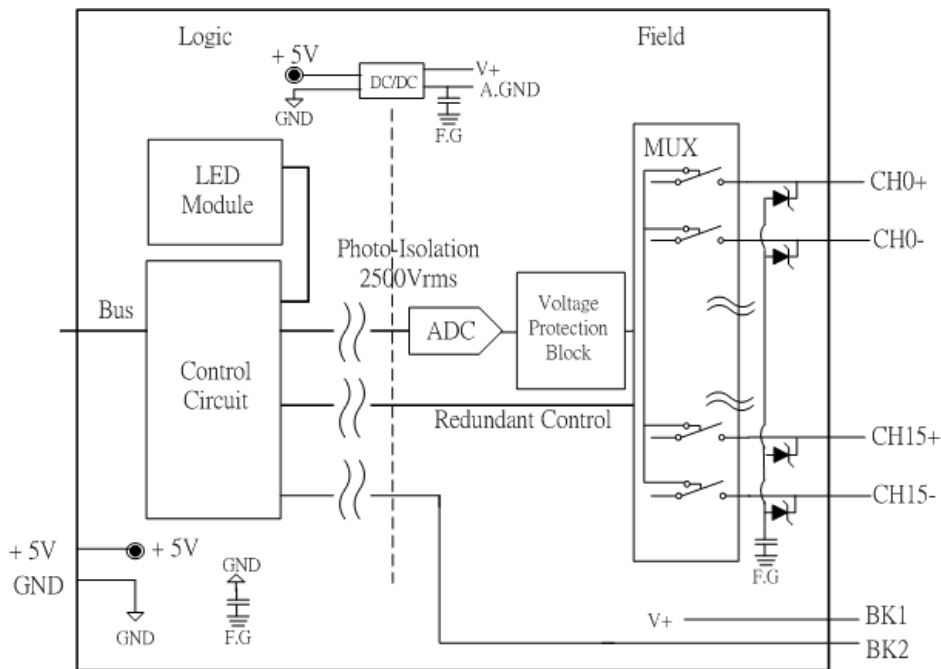 Logic
Field
+ 5V
DC/DC
V+
A.GND
GND
F.G
LED
Module
MUX
CH0+
CH0-
Photo-Isolation
2500Vrms
Bus
ADC
Voltage
Protection
Block
Control
Circuit
Redundant Control
CH15+
CH15-
+ 5V
+ 5V
GND
GND
GND
F.G
F.G
V+
BK1
BK2